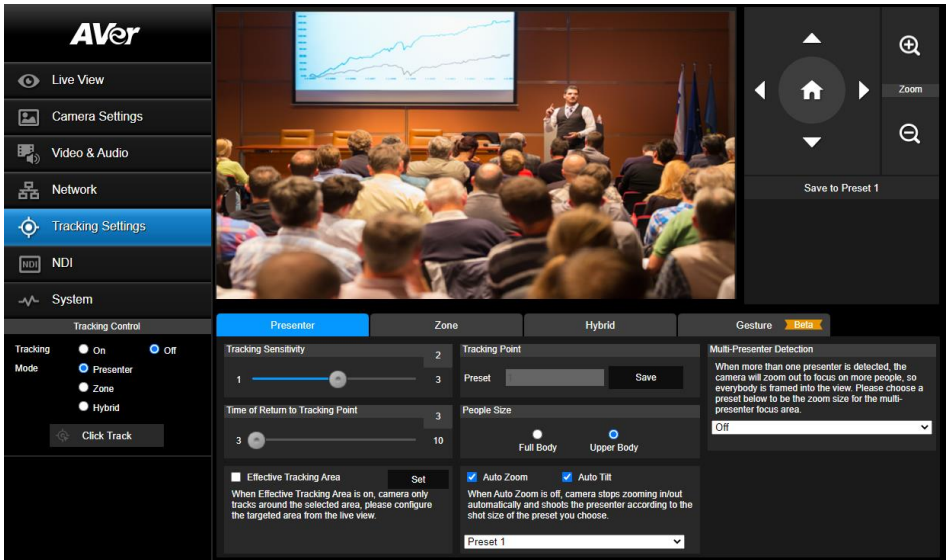 AVer
Live View
Camera Settings
Video & Audio
Network
Tracking Settings
NDI NDI
System
Tracking Control
Tracking On Off
Mode Presenter
Zone
Hybrid
Click Track
Zoom
Save to Preset 1
Presenter Zone Hybrid Gesture Beta
Tracking Sensitivity 2
1 3
Time of Return to Tracking Point 3
3 10
Effective Tracking Area Set
When Effective Tracking Area is on, camera only
tracks around the selected area, please configure
the targeted area from the live view.
Tracking Point
Preset 1 Save
People Size
Full Body Upper Body
Auto Zoom Auto Tilt
When Auto Zoom is off, camera stops zooming in/out
automatically and shoots the presenter according to the
shot size of the preset you choose.
Preset 1
Multi-Presenter Detection
When more than one presenter is detected, the
camera will zoom out to focus on more people, so
everybody is framed into the view. Please choose a
preset below to be the zoom size for the multi-
presenter focus area.
Off